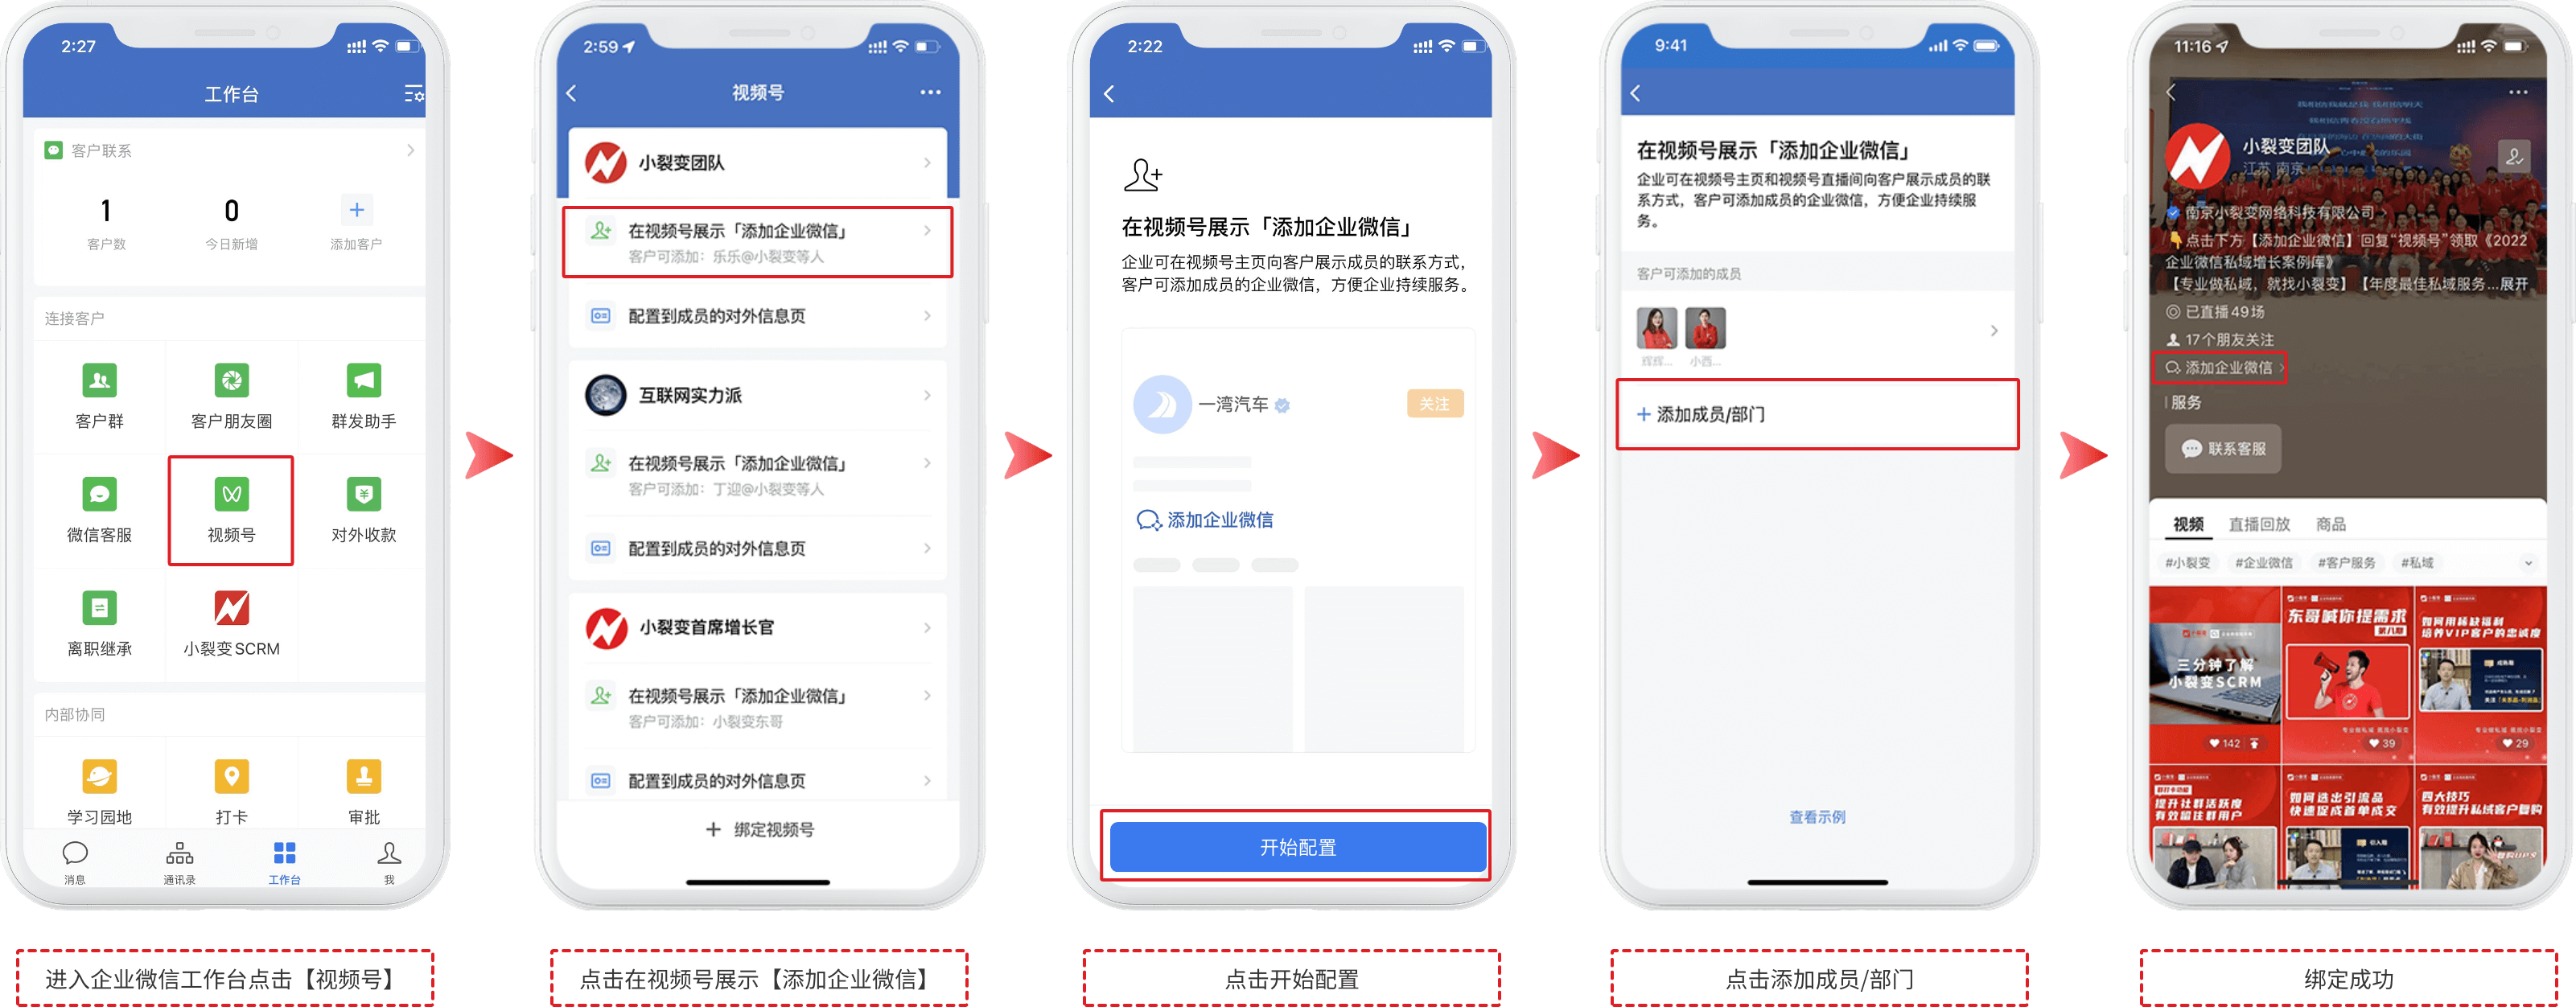 2:27
工作台
客户联系
1
0
+
客户数
今日新增
添加客户
连接客户
客户群
客户朋友圈
群发助手
微信客服
视频号
对外收款
离职继承
小裂变SCRM
内部协同
学习园地
打卡
审批
消息
通讯录
工作台
我
进入企业微信工作台点击【视频号】
2:59
视频号
小裂变团队
在视频号展示「添加企业微信」
客户可添加：乐乐@小裂变等人
配置到成员的对外信息页
互联网实力派
在视频号展示「添加企业微信」
客户可添加：丁迎@小裂变等人
配置到成员的对外信息页
小裂变首席增长官
在视频号展示「添加企业微信」
客户可添加：小裂变东哥
配置到成员的对外信息页
+ 绑定视频号
点击在视频号展示【添加企业微信】
2:22
在视频号展示「添加企业微信」
企业可在视频号主页向客户展示成员的联系方式，
客户可添加成员的企业微信，方便企业持续服务。
一湾汽车
关注
添加企业微信
开始配置
点击开始配置
9:41
在视频号展示「添加企业微信」
企业可在视频号主页和视频号直播间向客户展示成员的联
系方式，客户可添加成员的企业微信，方便企业持续服
务。
客户可添加的成员
辉辉...
小西...
+ 添加成员/部门
查看示例
点击添加成员/部门
11:16
小裂变团队
江苏 南京
南京小裂变网络科技有限公司
点击下方【添加企业微信】回复“视频号”领取《2022
企业微信私域增长案例库》
【专业做私域，就找小裂变】【年度最佳私域服务...展开
已直播49场
17个朋友关注
添加企业微信
服务
联系客服
视频
直播回放
商品
#小裂变
#企业微信
#客户服务
#私域
三分钟了解
小裂变SCRM
142
东哥喊你提需求
第八期
39
如何用稀缺福利
培养VIP客户的忠诚度
29
群打卡功能
提升社群活跃度
有效留住群用户
如何选出引流品
快速促成首单成交
四大技巧
有效提升私域客户复购
绑定成功